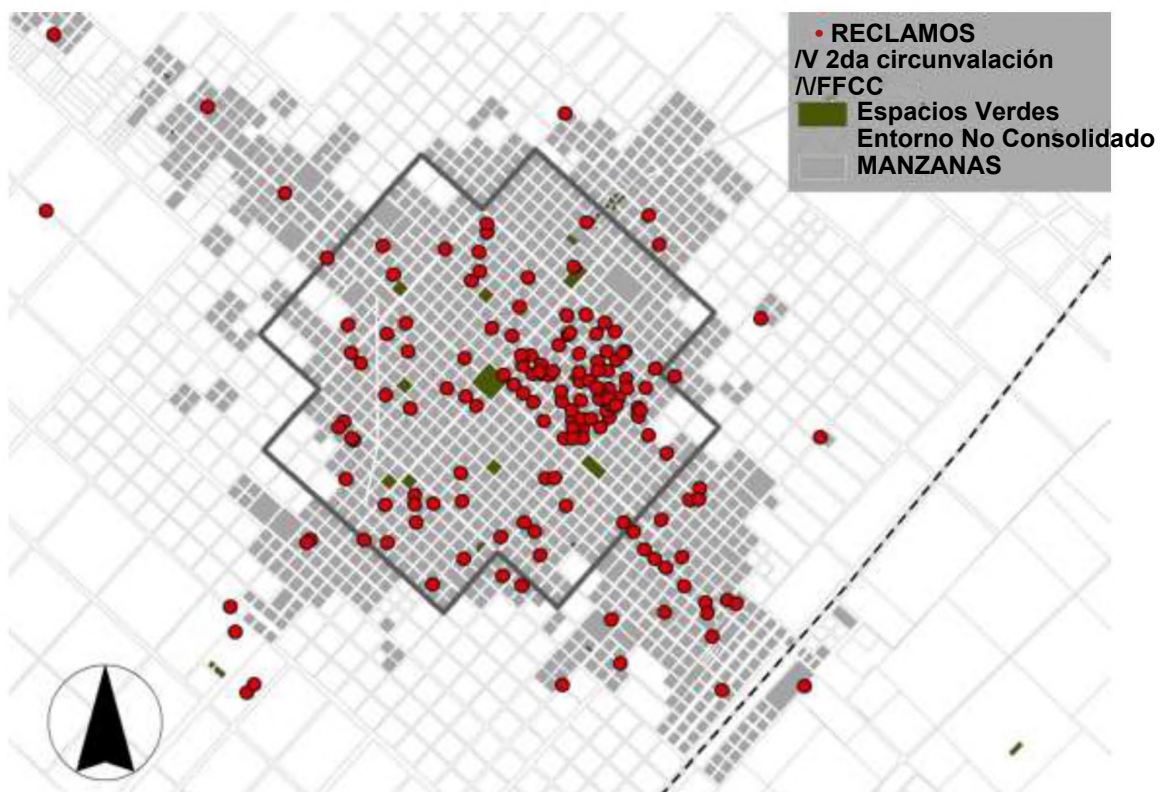 • RECLAMOS
/V 2da circunvalación
/\/FFCC
Espacios Verdes
Entorno No Consolidado
MANZANAS